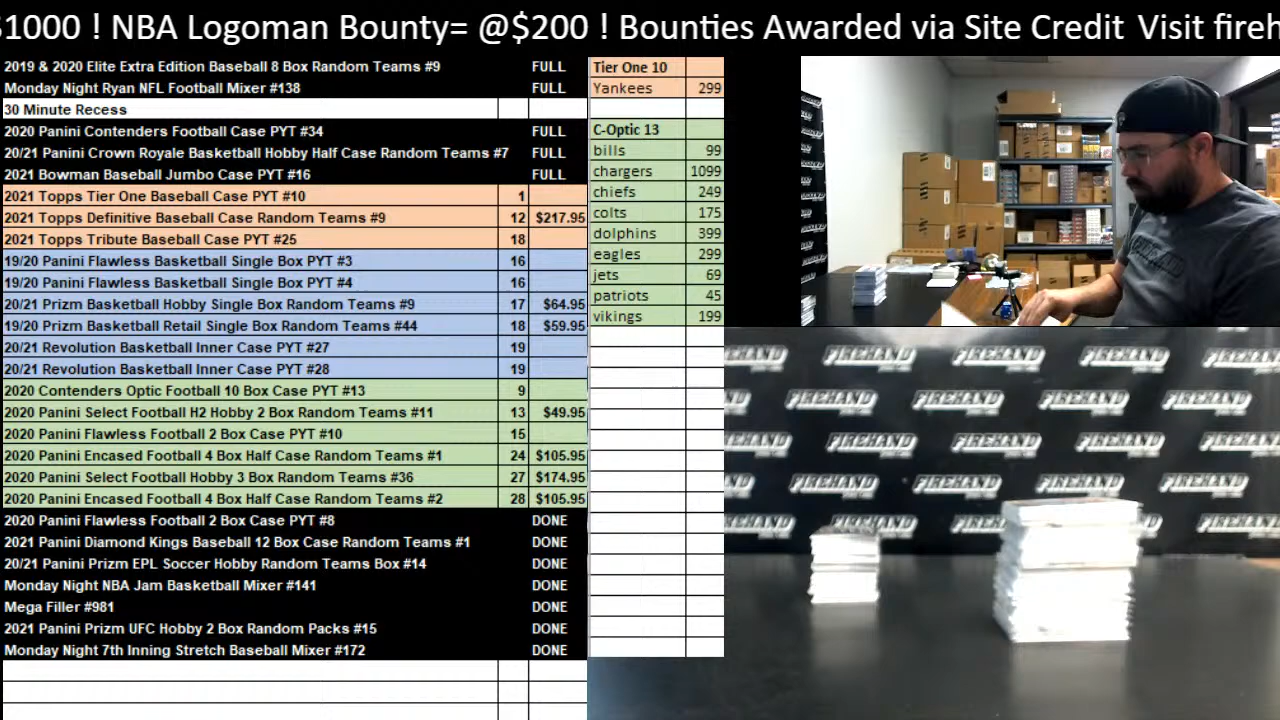 $1000 ! NBA Logoman Bounty= @$200 ! Bounties Awarded via Site Credit Visit fireh
2019 & 2020 Elite Extra Edition Baseball 8 Box Random Teams #9 FULL
Monday Night Ryan NFL Football Mixer #138 FULL
30 Minute Recess
2020 Panini Contenders Football Case PYT #34 FULL
20/21 Panini Crown Royale Basketball Hobby Half Case Random Teams #7 FULL
2021 Bowman Baseball Jumbo Case PYT #16 FULL
2021 Topps Tier One Baseball Case PYT #10 1
2021 Topps Definitive Baseball Case Random Teams #9 12 $217.95
2021 Topps Tribute Baseball Case PYT #25 18
19/20 Panini Flawless Basketball Single Box PYT #3 16
19/20 Panini Flawless Basketball Single Box PYT #4 16
20/21 Prizm Basketball Hobby Single Box Random Teams #9 17 $64.95
19/20 Prizm Basketball Retail Single Box Random Teams #44 18 $59.95
20/21 Revolution Basketball Inner Case PYT #27 19
20/21 Revolution Basketball Inner Case PYT #28 19
2020 Contenders Optic Football 10 Box Case PYT #13 9
2020 Panini Select Football H2 Hobby 2 Box Random Teams #11 13 $49.95
2020 Panini Flawless Football 2 Box Case PYT #10 15
2020 Panini Encased Football 4 Box Half Case Random Teams #1 24 $105.95
2020 Panini Select Football Hobby 3 Box Random Teams #36 27 $174.95
2020 Panini Encased Football 4 Box Half Case Random Teams #2 28 $105.95
2020 Panini Flawless Football 2 Box Case PYT #8 DONE
2021 Panini Diamond Kings Baseball 12 Box Case Random Teams #1 DONE
20/21 Panini Prizm EPL Soccer Hobby Random Teams Box #14 DONE
Monday Night NBA Jam Basketball Mixer #141 DONE
Mega Filler #981 DONE
2021 Panini Prizm UFC Hobby 2 Box Random Packs #15 DONE
Monday Night 7th Inning Stretch Baseball Mixer #172 DONE
Tier One 10
Yankees 299
C-Optic 13
bills 99
chargers 1099
chiefs 249
colts 175
dolphins 399
eagles 299
jets 69
patriots 45
vikings 199
FIREHAND FIREHAND FIREHAND
FIREHAND FIREHAND FIREHAND
FIREHAND FIREHAND FIREHAND
FIREHAND FIREHAND FIREHAND
FIREHAND FIREHAND